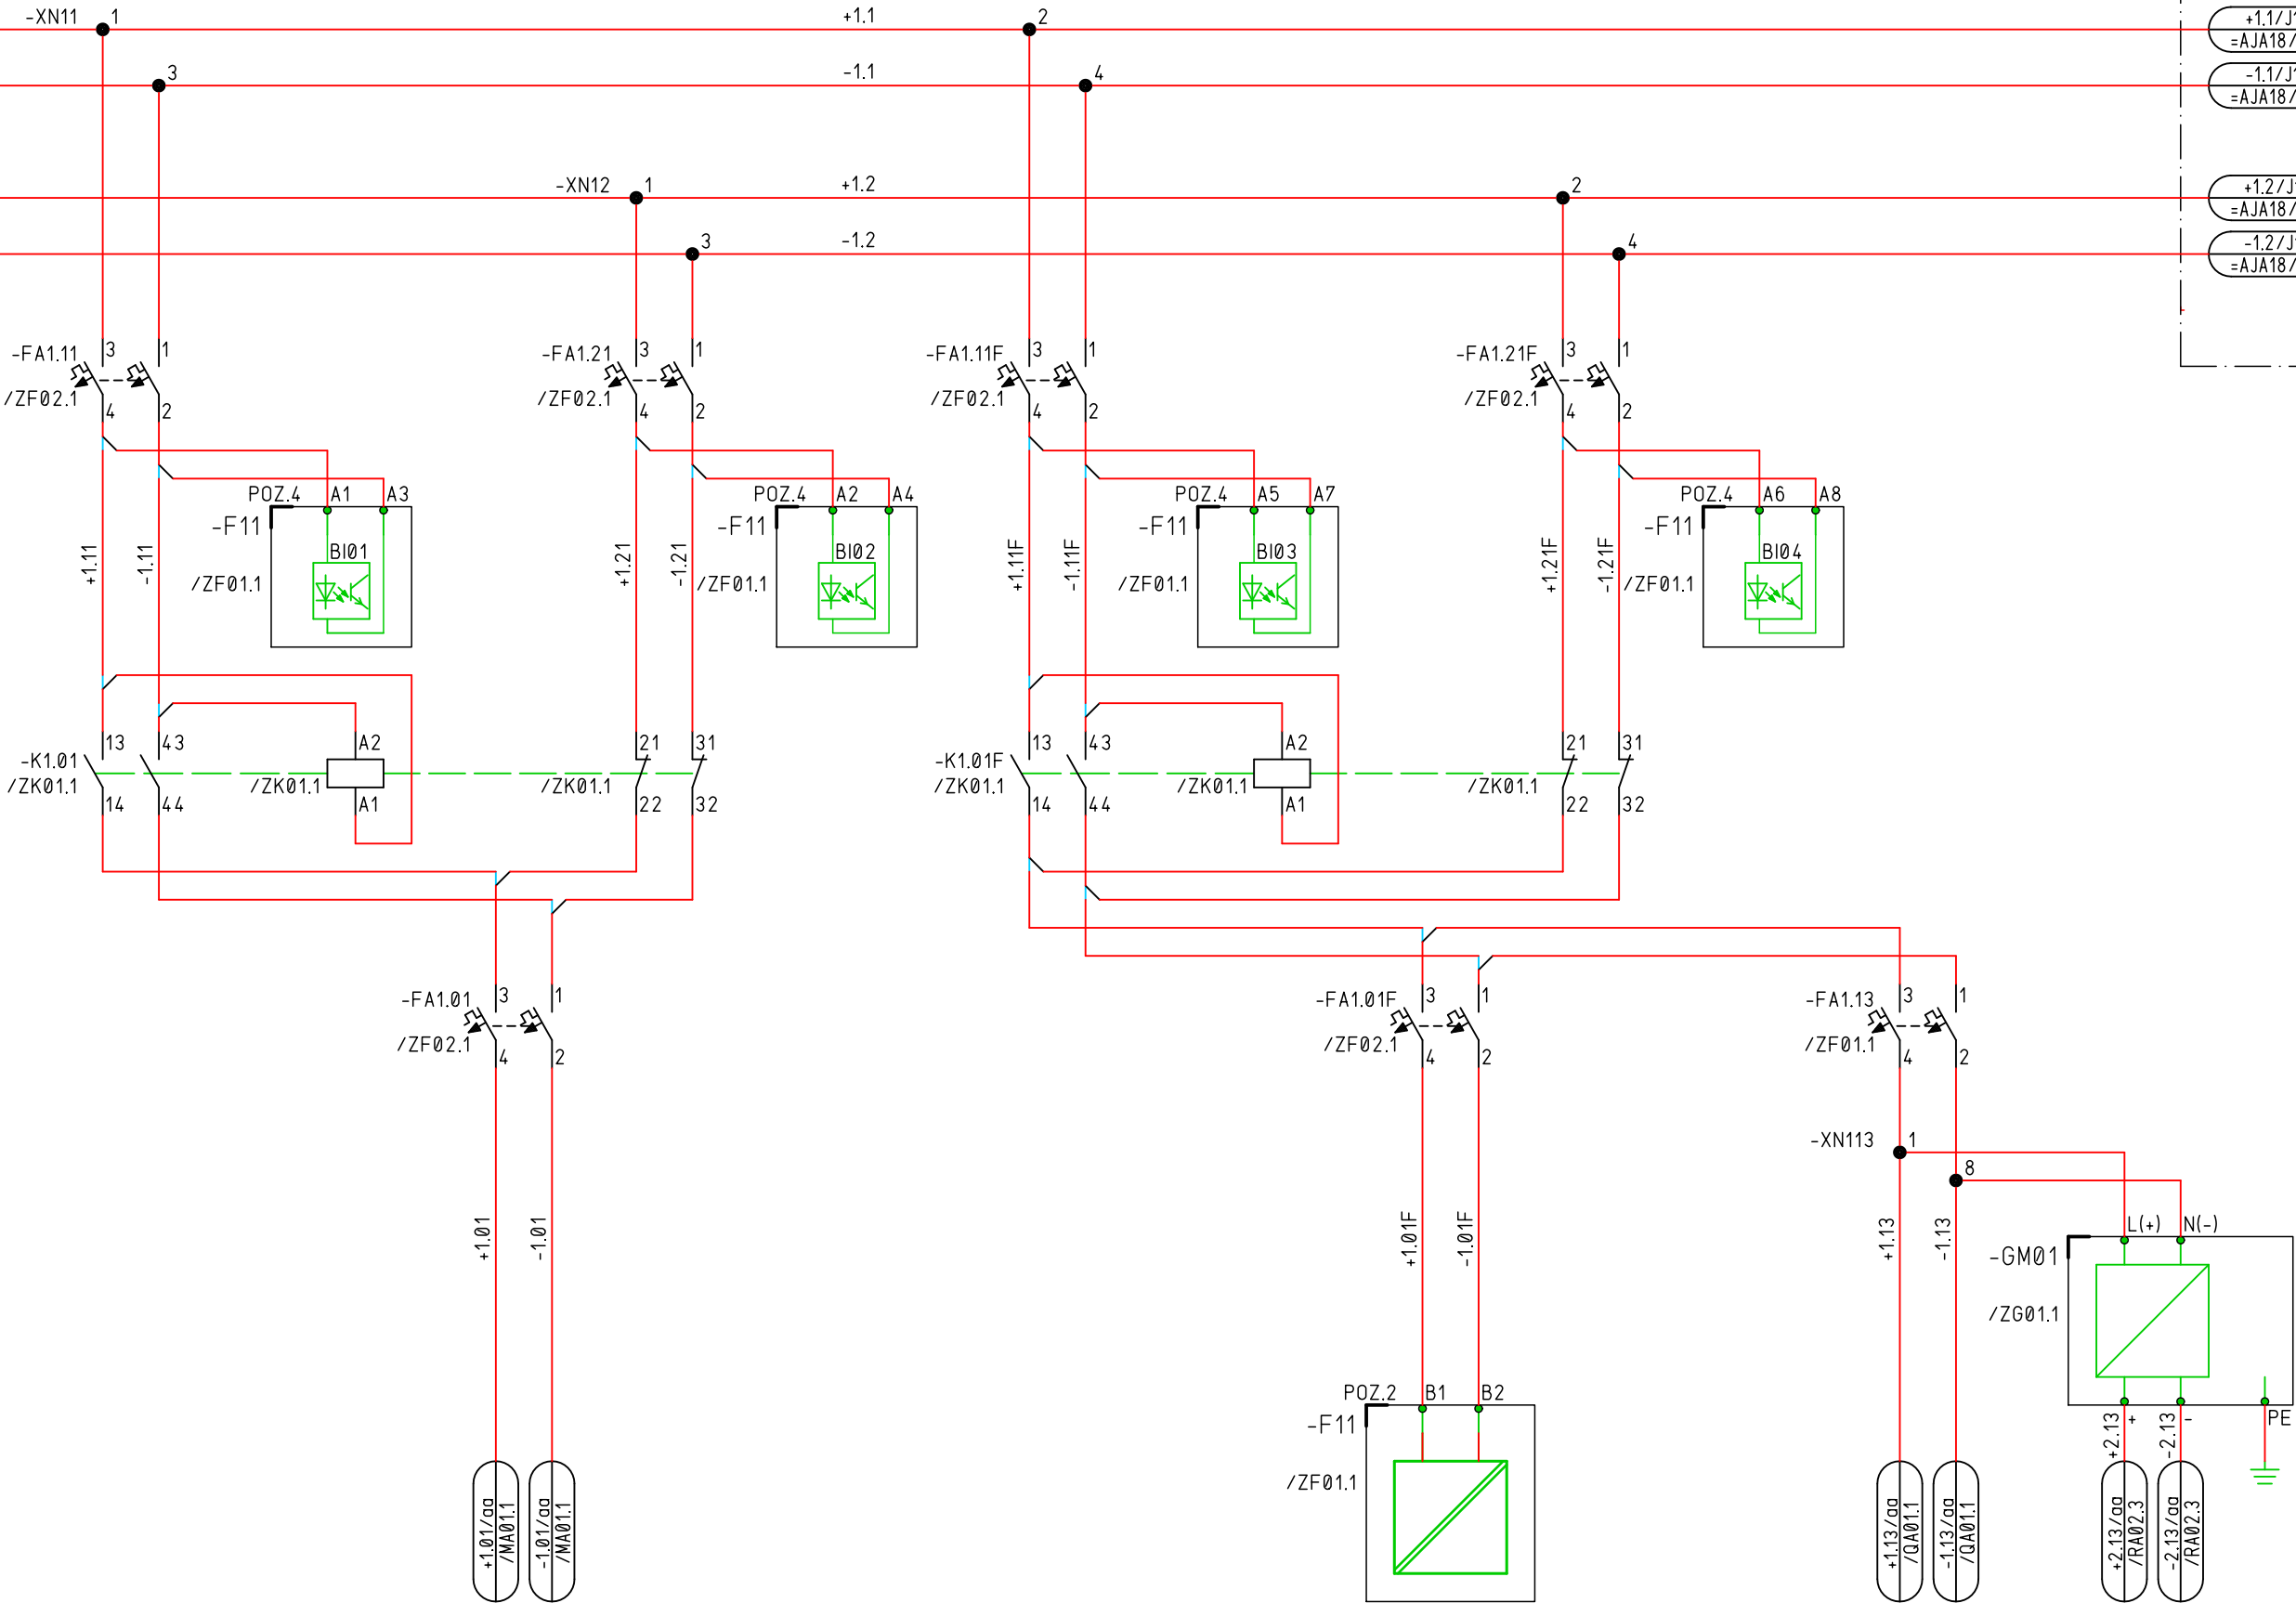 -XN11 1 +1.1 2 +1.1/J1
=AJA18/
3 -1.1 4 -1.1/J1
=AJA18/
-XN12 1 +1.2 2 +1.2/J1
=AJA18/
3 -1.2 4 -1.2/J1
=AJA18/
-FA1.11 3 1 -FA1.21 3 1 -FA1.11F 3 1 -FA1.21F 3 1
/ZF02.1 4 2 /ZF02.1 4 2 /ZF02.1 4 2 /ZF02.1 4 2
POZ.4 A1 A3 POZ.4 A2 A4 POZ.4 A5 A7 POZ.4 A6 A8
-F11 -F11 -F11 -F11
BI01 BI02 BI03 BI04
+1.11 -1.11 /ZF01.1 +1.21 -1.21 /ZF01.1 +1.11F -1.11F /ZF01.1 +1.21F -1.21F /ZF01.1
13 43 A2 21 31 13 43 A2 21 31
-K1.01 -K1.01F
/ZK01.1 /ZK01.1 /ZK01.1 /ZK01.1 /ZK01.1 /ZK01.1
14 44 A1 22 32 14 44 A1 22 32
-FA1.01 3 1 -FA1.01F 3 1 -FA1.13 3 1
/ZF02.1 4 2 /ZF02.1 4 2 /ZF01.1 4 2
-XN113 1
8
+1.01 -1.01 +1.01F -1.01F +1.13 -1.13
L(+) N(-)
-GM01
/ZG01.1
POZ.2 B1 B2
-F11
+2.13 + -2.13 - PE
/ZF01.1
+1.01/aa
/MA01.1
-1.01/aa
/MA01.1
+1.13/aa
/QA01.1
-1.13/aa
/QA01.1
+2.13/aa
/RA02.3
-2.13/aa
/RA02.3